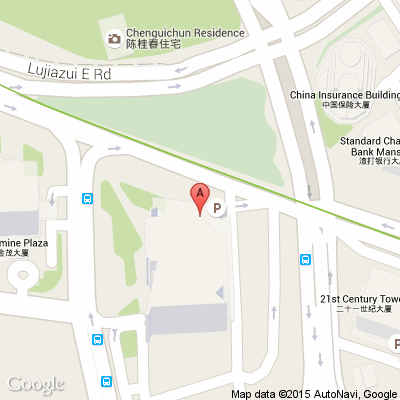 Chenguichun Residence
陈桂春住宅
Lujiazui E Rd
China Insurance Building
中国保险大厦
Standard Cha
Bank Mans
渣打银行大
A
P
mine Plaza
金茂大厦
21st Century Towe
二十一世纪大厦
P
Google
Map data ©2015 AutoNavi, Google